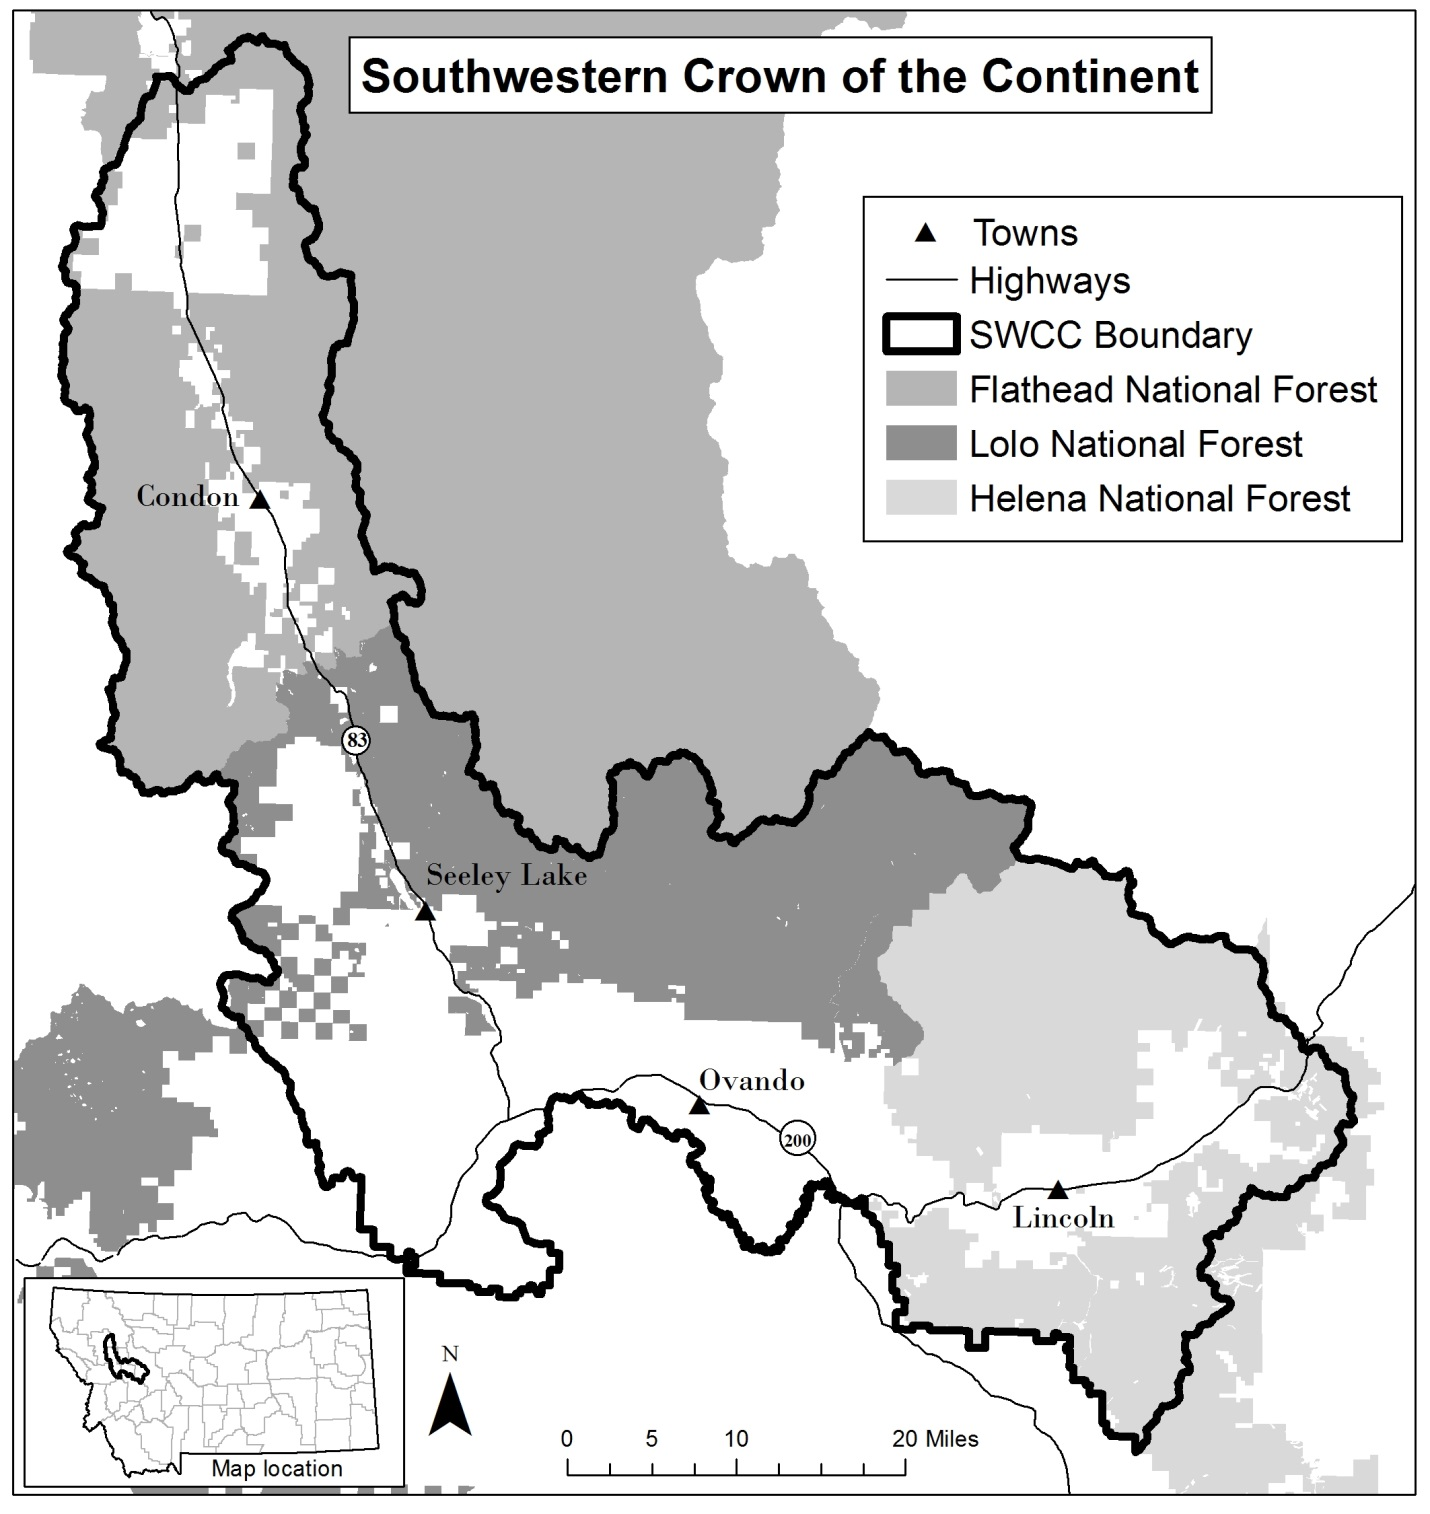 Southwestern Crown of the Continent
Towns
Highways
SWCC Boundary
Flathead National Forest
Lolo National Forest
Helena National Forest
Condon
83
Seeley Lake
Ovando
200
Lincoln
Map location
N
0 5 10 20 Miles